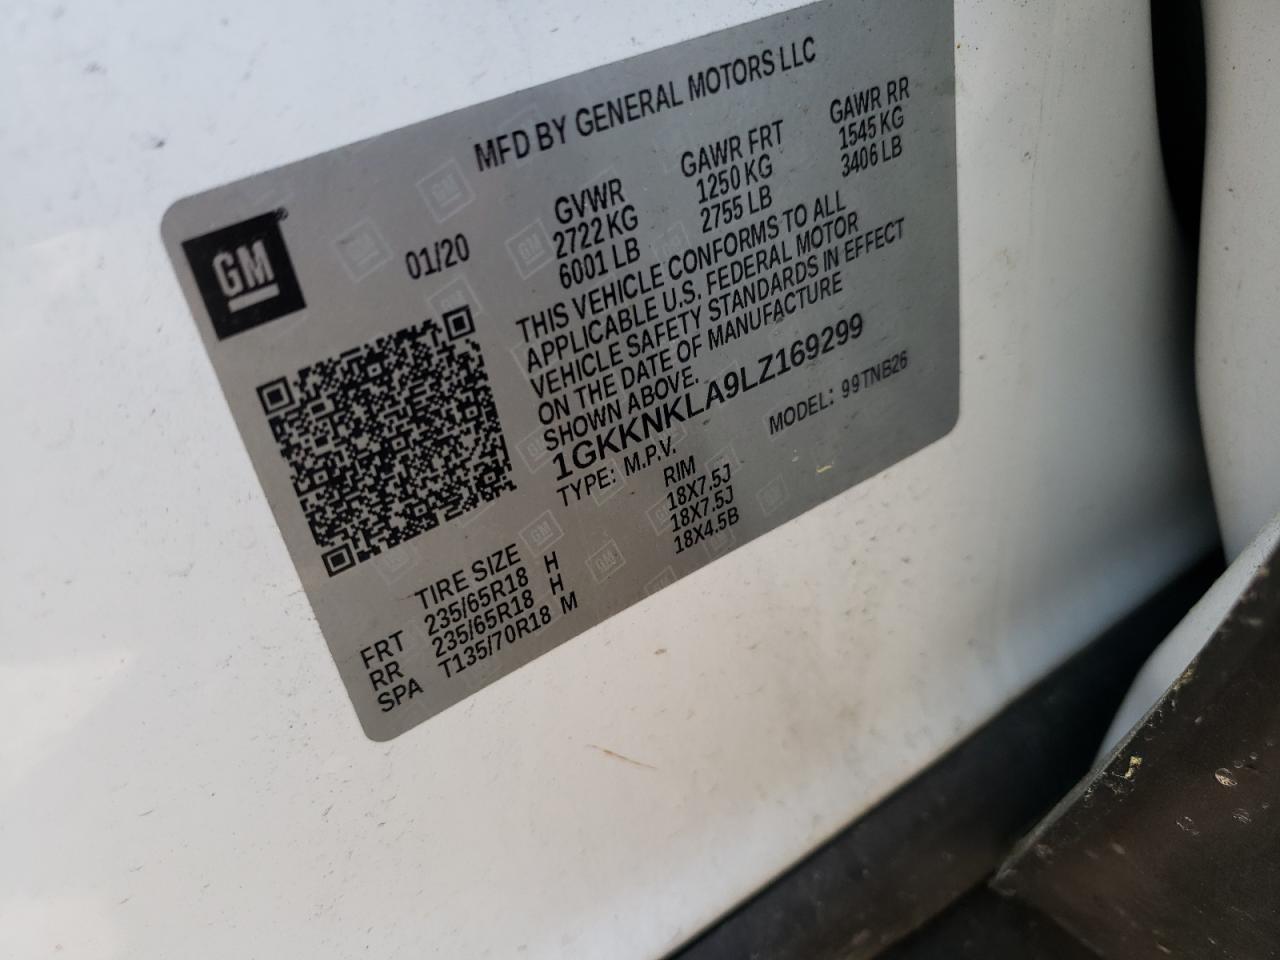 MFD BY GENERAL MOTORS LLC
GM
01/20
GVWR GAWR FRT GAWR RR
2722 KG 1250 KG 1545 KG
6001 LB 2755 LB 3406 LB
THIS VEHICLE CONFORMS TO ALL
APPLICABLE U.S. FEDERAL MOTOR
VEHICLE SAFETY STANDARDS IN EFFECT
ON THE DATE OF MANUFACTURE
SHOWN ABOVE.
1GKKNKLA9LZ169299
TYPE: M.P.V. MODEL: 99TNB26
TIRE SIZE RIM
FRT 235/65R18 H 18X7.5J
RR 235/65R18 H 18X7.5J
SPA T135/70R18 M 18X4.5B